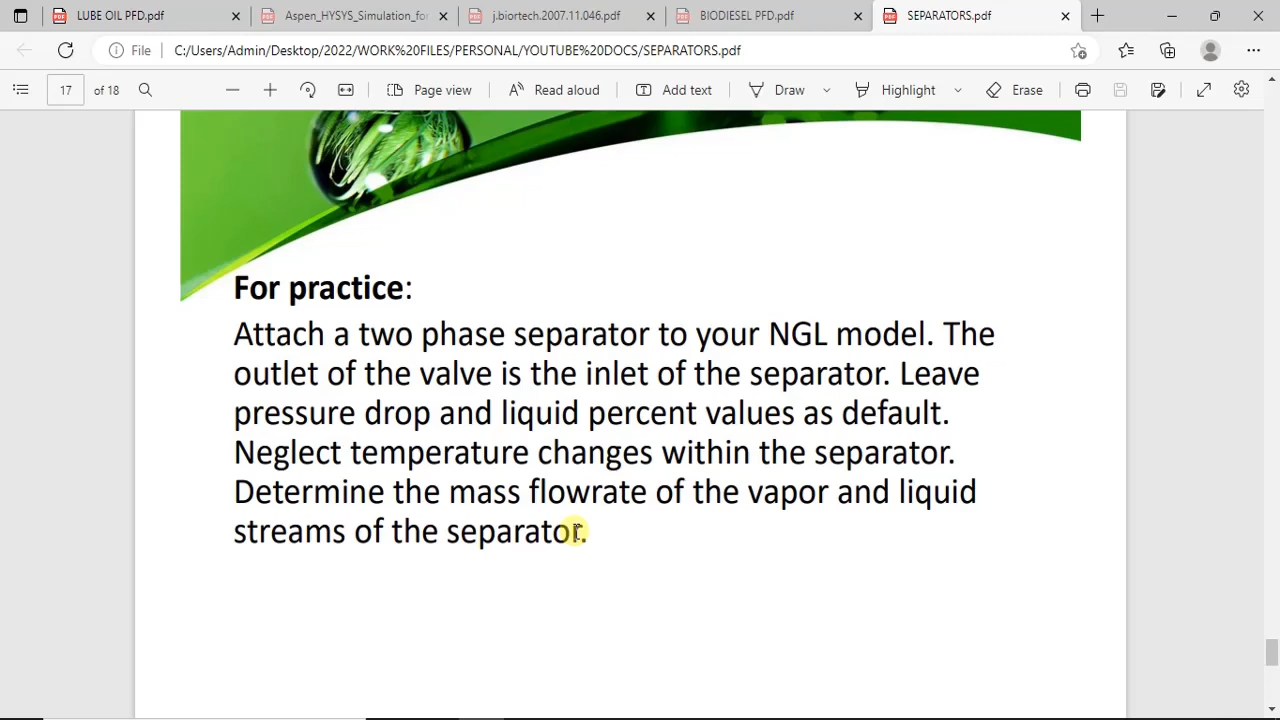 LUBE OIL PFD.pdf
Aspen_HYSYS_Simulation_for
j.biortech.2007.11.046.pdf
BIODIESEL PFD.pdf
SEPARATORS.pdf
File
C:/Users/Admin/Desktop/2022/WORK%20FILES/PERSONAL/YOUTUBE%20DOCS/SEPARATORS.pdf
17 of 18
Page view
Read aloud
Add text
Draw
Highlight
Erase
For practice:
Attach a two phase separator to your NGL model. The
outlet of the valve is the inlet of the separator. Leave
pressure drop and liquid percent values as default.
Neglect temperature changes within the separator.
Determine the mass flowrate of the vapor and liquid
streams of the separator.